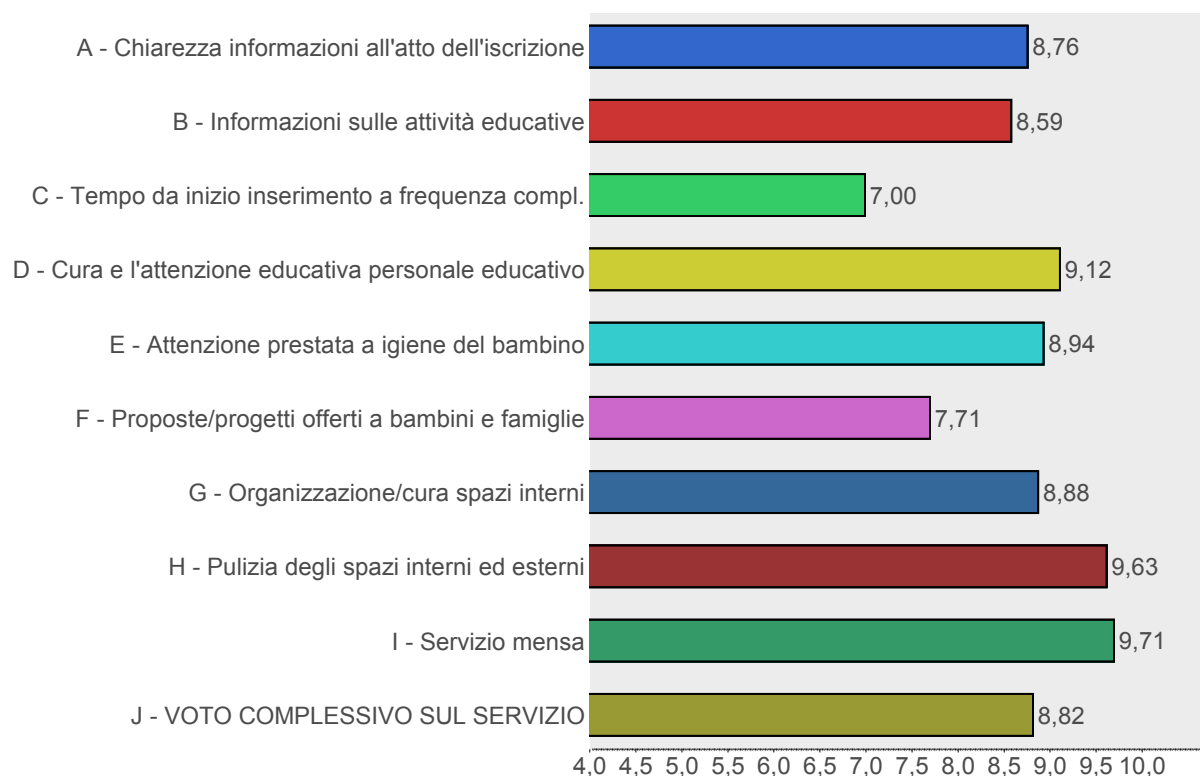 A - Chiarezza informazioni all'atto dell'iscrizione 8,76
B - Informazioni sulle attività educative 8,59
C - Tempo da inizio inserimento a frequenza compl. 7,00
D - Cura e l'attenzione educativa personale educativo 9,12
E - Attenzione prestata a igiene del bambino 8,94
F - Proposte/progetti offerti a bambini e famiglie 7,71
G - Organizzazione/cura spazi interni 8,88
H - Pulizia degli spazi interni ed esterni 9,63
I - Servizio mensa 9,71
J - VOTO COMPLESSIVO SUL SERVIZIO 8,82
4,0 4,5 5,0 5,5 6,0 6,5 7,0 7,5 8,0 8,5 9,0 9,5 10,0